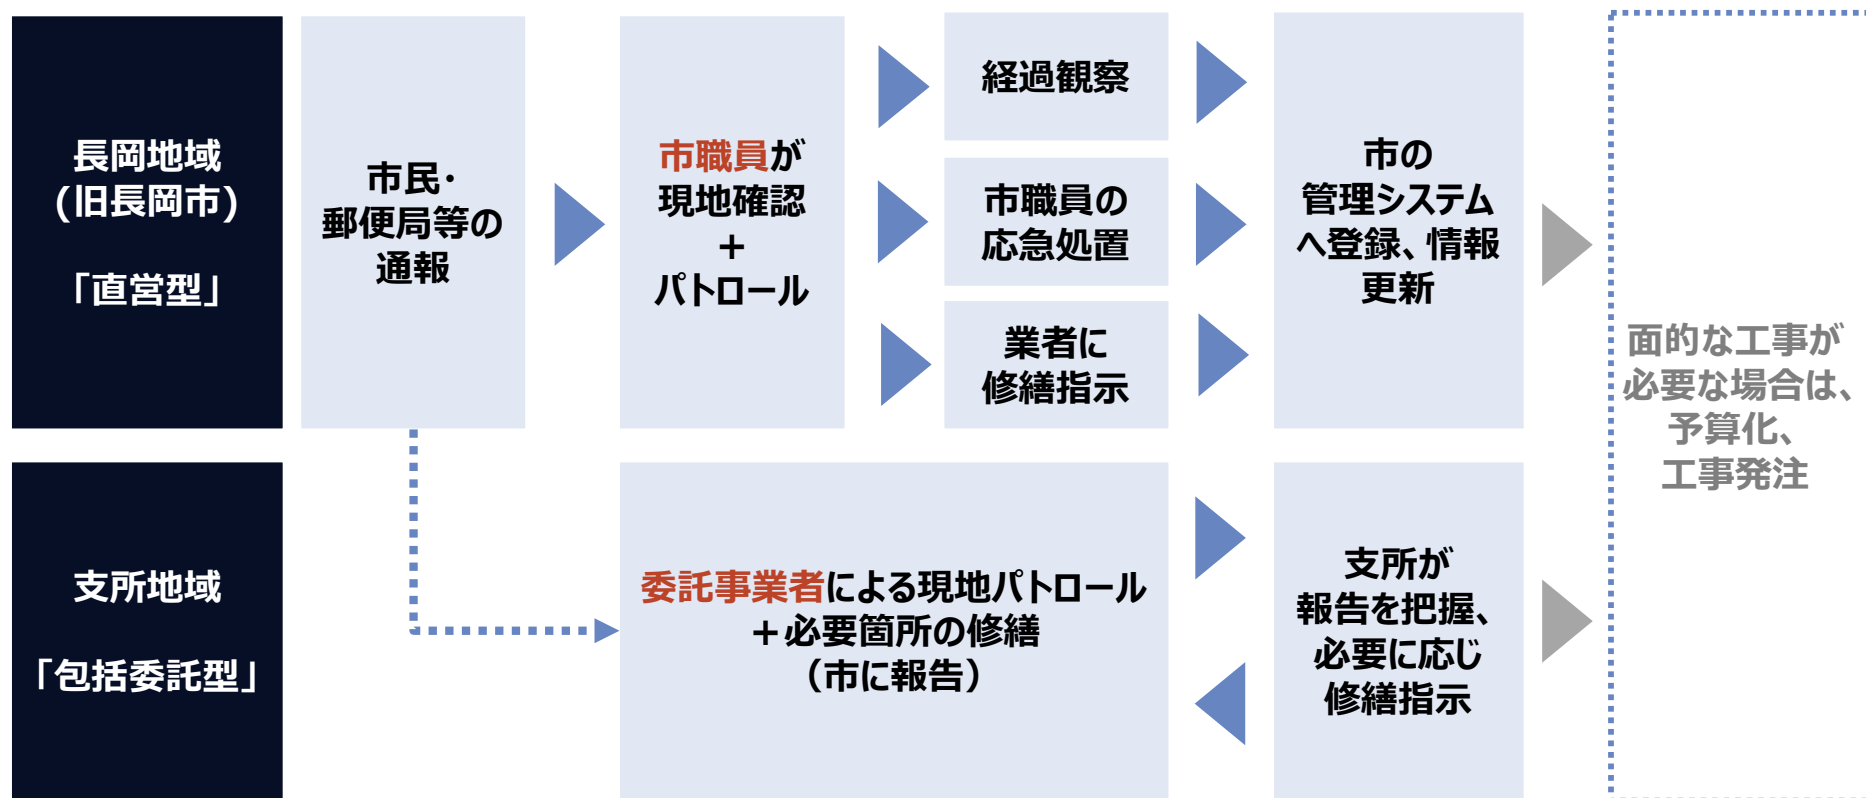 長岡地域
(旧長岡市)
「直営型」
市民・
郵便局等の
通報
市職員が
現地確認
+
パトロール
経過観察
市職員の
応急処置
業者に
修繕指示
市の
管理システム
へ登録、情報
更新
支所地域
「包括委託型」
委託事業者による現地パトロール
+必要箇所の修繕
（市に報告）
支所が
報告を把握、
必要に応じ
修繕指示
面的な工事が
必要な場合は、
予算化、
工事発注